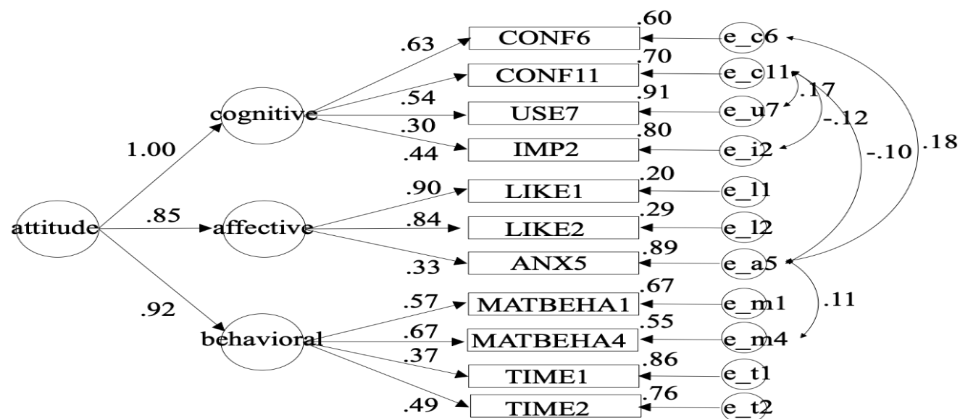 .60
.63 CONF6 e_c6
.70
CONF11 e_c11
.17
cognitive .54 .91
USE7 e_u7
-.12
.30 .80
1.00 IMP2 e_i2
.44
-.10 .18
.20
.90 LIKE1 e_l1
.85 .29
attitude affective .84 LIKE2 e_l2
.89
.33 ANX5 e_a5
.67
.92 .57 MATBEHA1 e_m1 .11
.55
behavioral .67 MATBEHA4 e_m4
.37 .86
TIME1 e_t1
.76
.49 TIME2 e_t2